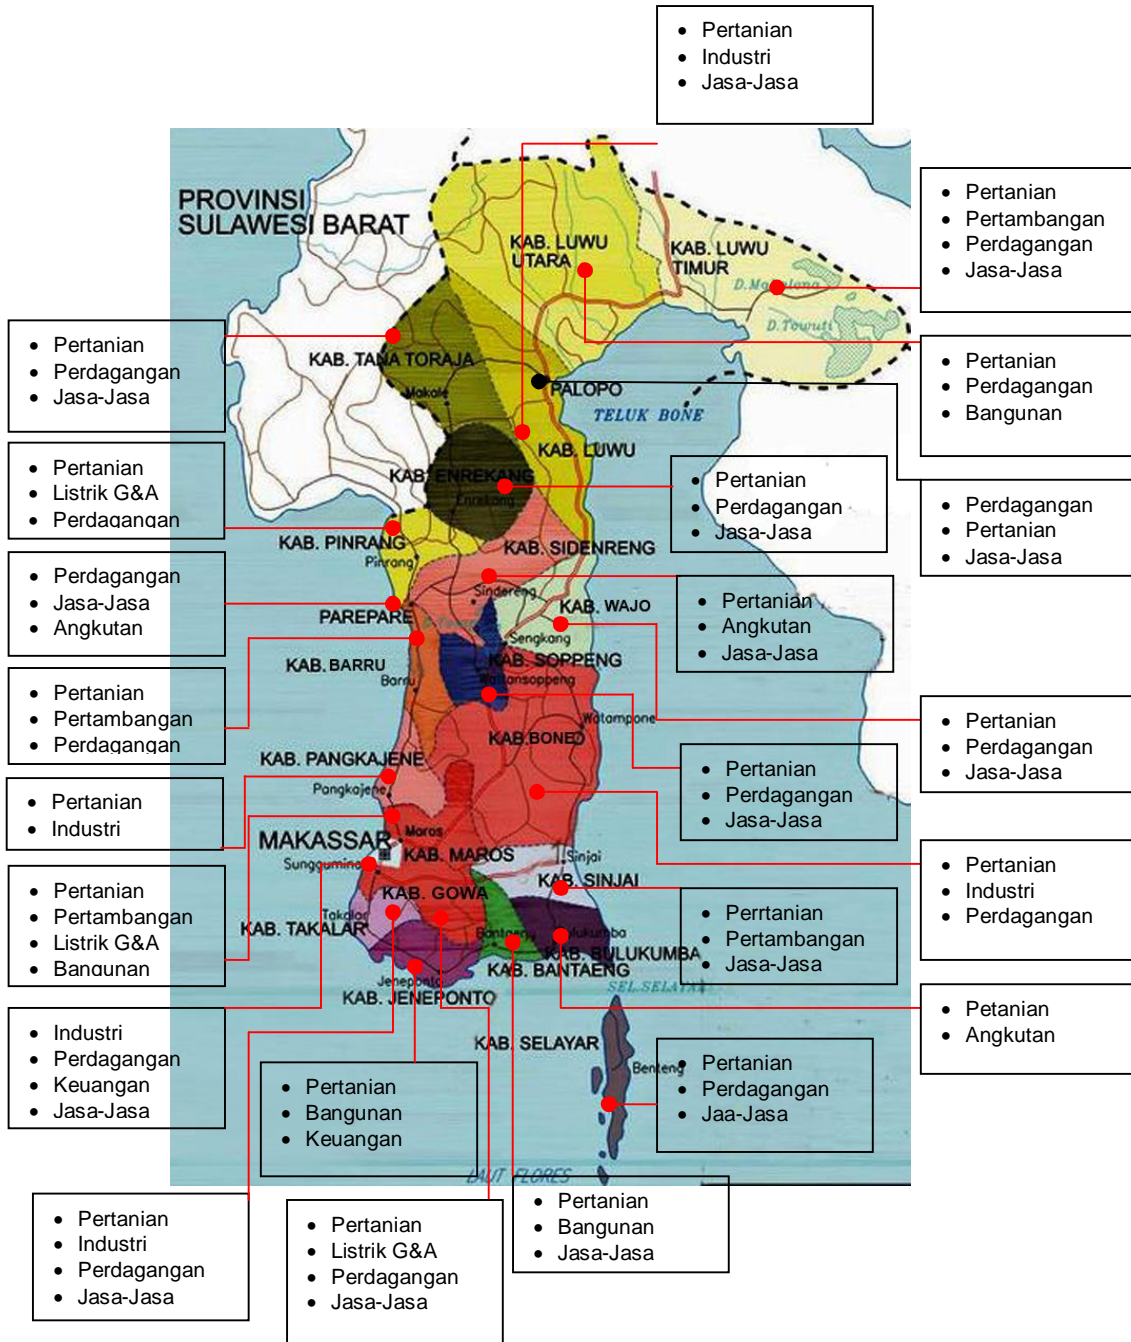 • Pertanian
• Industri
• Jasa-Jasa
PROVINSI
SULAWESI BARAT
KAB. LUWU
UTARA
KAB. LUWU
TIMUR
D. Towuti
• Pertanian
• Pertambangan
• Perdagangan
• Jasa-Jasa
• Pertanian
• Perdagangan
• Jasa-Jasa
KAB. TANA TORAJA
Makale
PALOPO
TELUK BONE
• Pertanian
• Perdagangan
• Bangunan
KAB. LUWU
• Pertanian
• Listrik G&A
• Perdagangan
KAB. ENREKANG
Enrekang
• Pertanian
• Perdagangan
• Jasa-Jasa
• Perdagangan
• Pertanian
• Jasa-Jasa
KAB. PINRANG
Pinrang
KAB. SIDENRENG
Sindereng
• Perdagangan
• Jasa-Jasa
• Angkutan
PAREPARE
KAB. WAJO
Sengkang
• Pertanian
• Angkutan
• Jasa-Jasa
KAB. BARRU
Barru
KAB. SOPPENG
Watansoppeng
• Pertanian
• Pertambangan
• Perdagangan
Watampone
KAB.BONE
• Pertanian
• Perdagangan
• Jasa-Jasa
KAB. PANGKAJENE
Pangkajene
• Pertanian
• Perdagangan
• Jasa-Jasa
• Pertanian
• Industri
MAKASSAR
Maros
KAB. MAROS
Sungguminasa
KAB. GOWA
Sinjai
KAB. SINJAI
• Pertanian
• Industri
• Perdagangan
• Pertanian
• Pertambangan
• Listrik G&A
• Bangunan
Takalar
KAB. TAKALAR
Bantaeng
Bulukumba
KAB. BULUKUMBA
KAB. BANTAENG
• Perrtanian
• Pertambangan
• Jasa-Jasa
Jeneponto
KAB. JENEPONTO
SEL.SELAYAR
• Petanian
• Angkutan
• Industri
• Perdagangan
• Keuangan
• Jasa-Jasa
KAB. SELAYAR
Benteng
• Pertanian
• Perdagangan
• Jaa-Jasa
• Pertanian
• Bangunan
• Keuangan
LAUT FLORES
• Pertanian
• Industri
• Perdagangan
• Jasa-Jasa
• Pertanian
• Listrik G&A
• Perdagangan
• Jasa-Jasa
• Pertanian
• Bangunan
• Jasa-Jasa